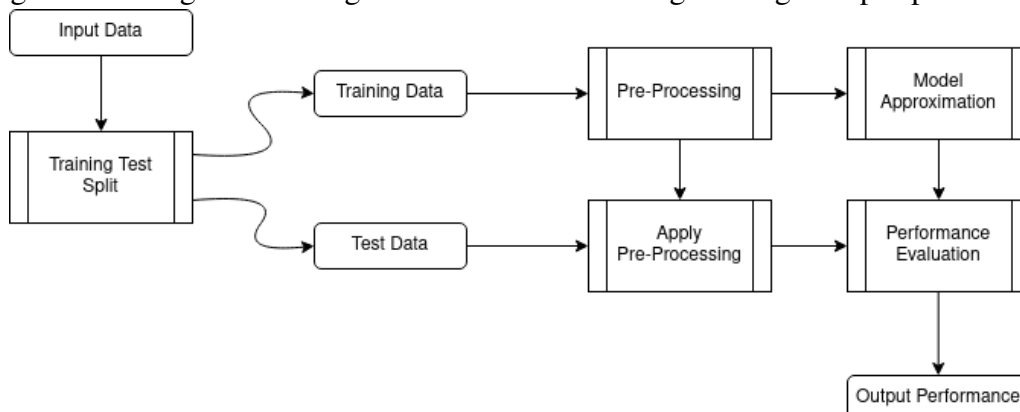 Input Data
Training Test
Split
Training Data
Test Data
Pre-Processing
Apply
Pre-Processing
Model
Approximation
Performance
Evaluation
Output Performance